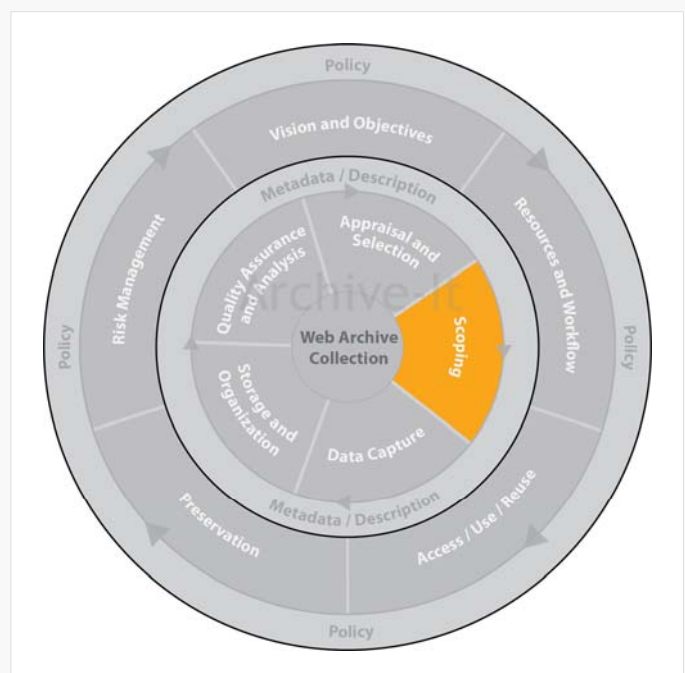 Policy
Vision and Objectives
Metadata / Description
Appraisal and
Selection
Quality Assurance
and Analysis
Resources and Workflow
Risk Management
Archive-It
Scoping
Web Archive
Collection
Policy
Policy
Storage and
Organization
Data Capture
Metadata / Description
Access / Use / Reuse
Preservation
Policy